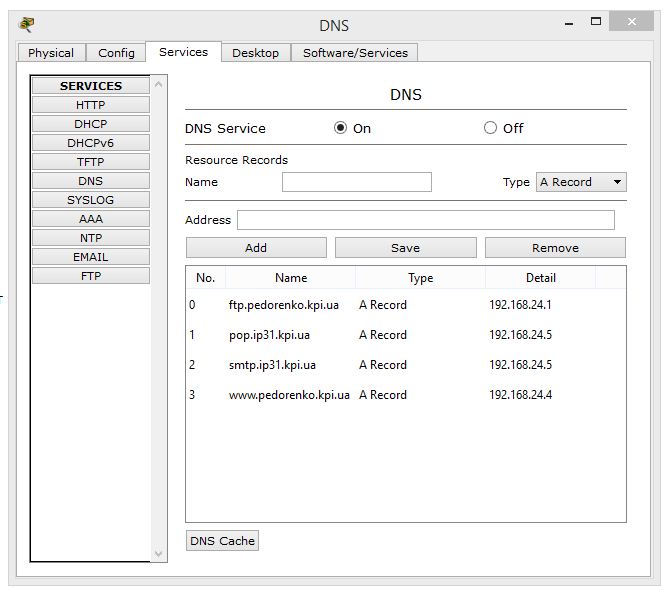 DNS
Physical Config Services Desktop Software/Services
SERVICES
HTTP
DHCP
DHCPv6
TFTP
DNS
SYSLOG
AAA
NTP
EMAIL
FTP
DNS
DNS Service On Off
Resource Records
Name Type A Record
Address
Add Save Remove
No. Name Type Detail
0 ftp.pedorenko.kpi.ua A Record 192.168.24.1
1 pop.ip31.kpi.ua A Record 192.168.24.5
2 smtp.ip31.kpi.ua A Record 192.168.24.5
3 www.pedorenko.kpi.ua A Record 192.168.24.4
DNS Cache